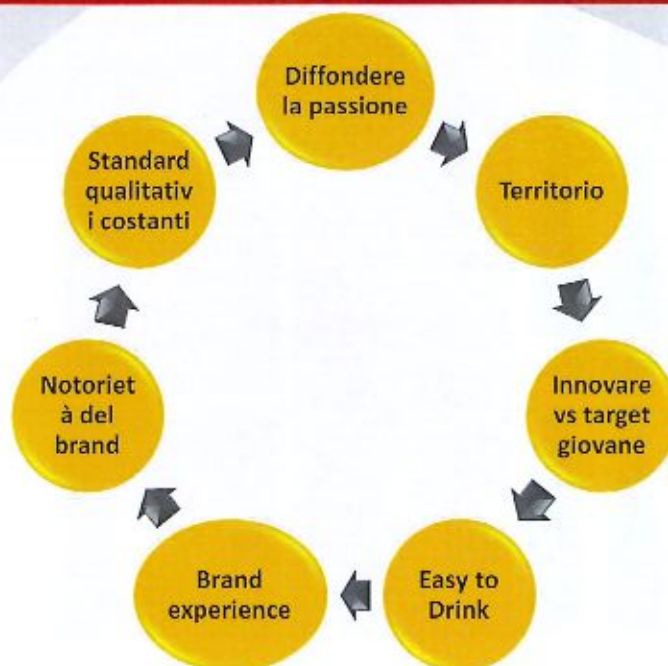 Diffondere
la passione
Territorio
Innovare
vs target
giovane
Easy to
Drink
Brand
experience
Notoriet
à del
brand
Standard
qualitativ
i costanti